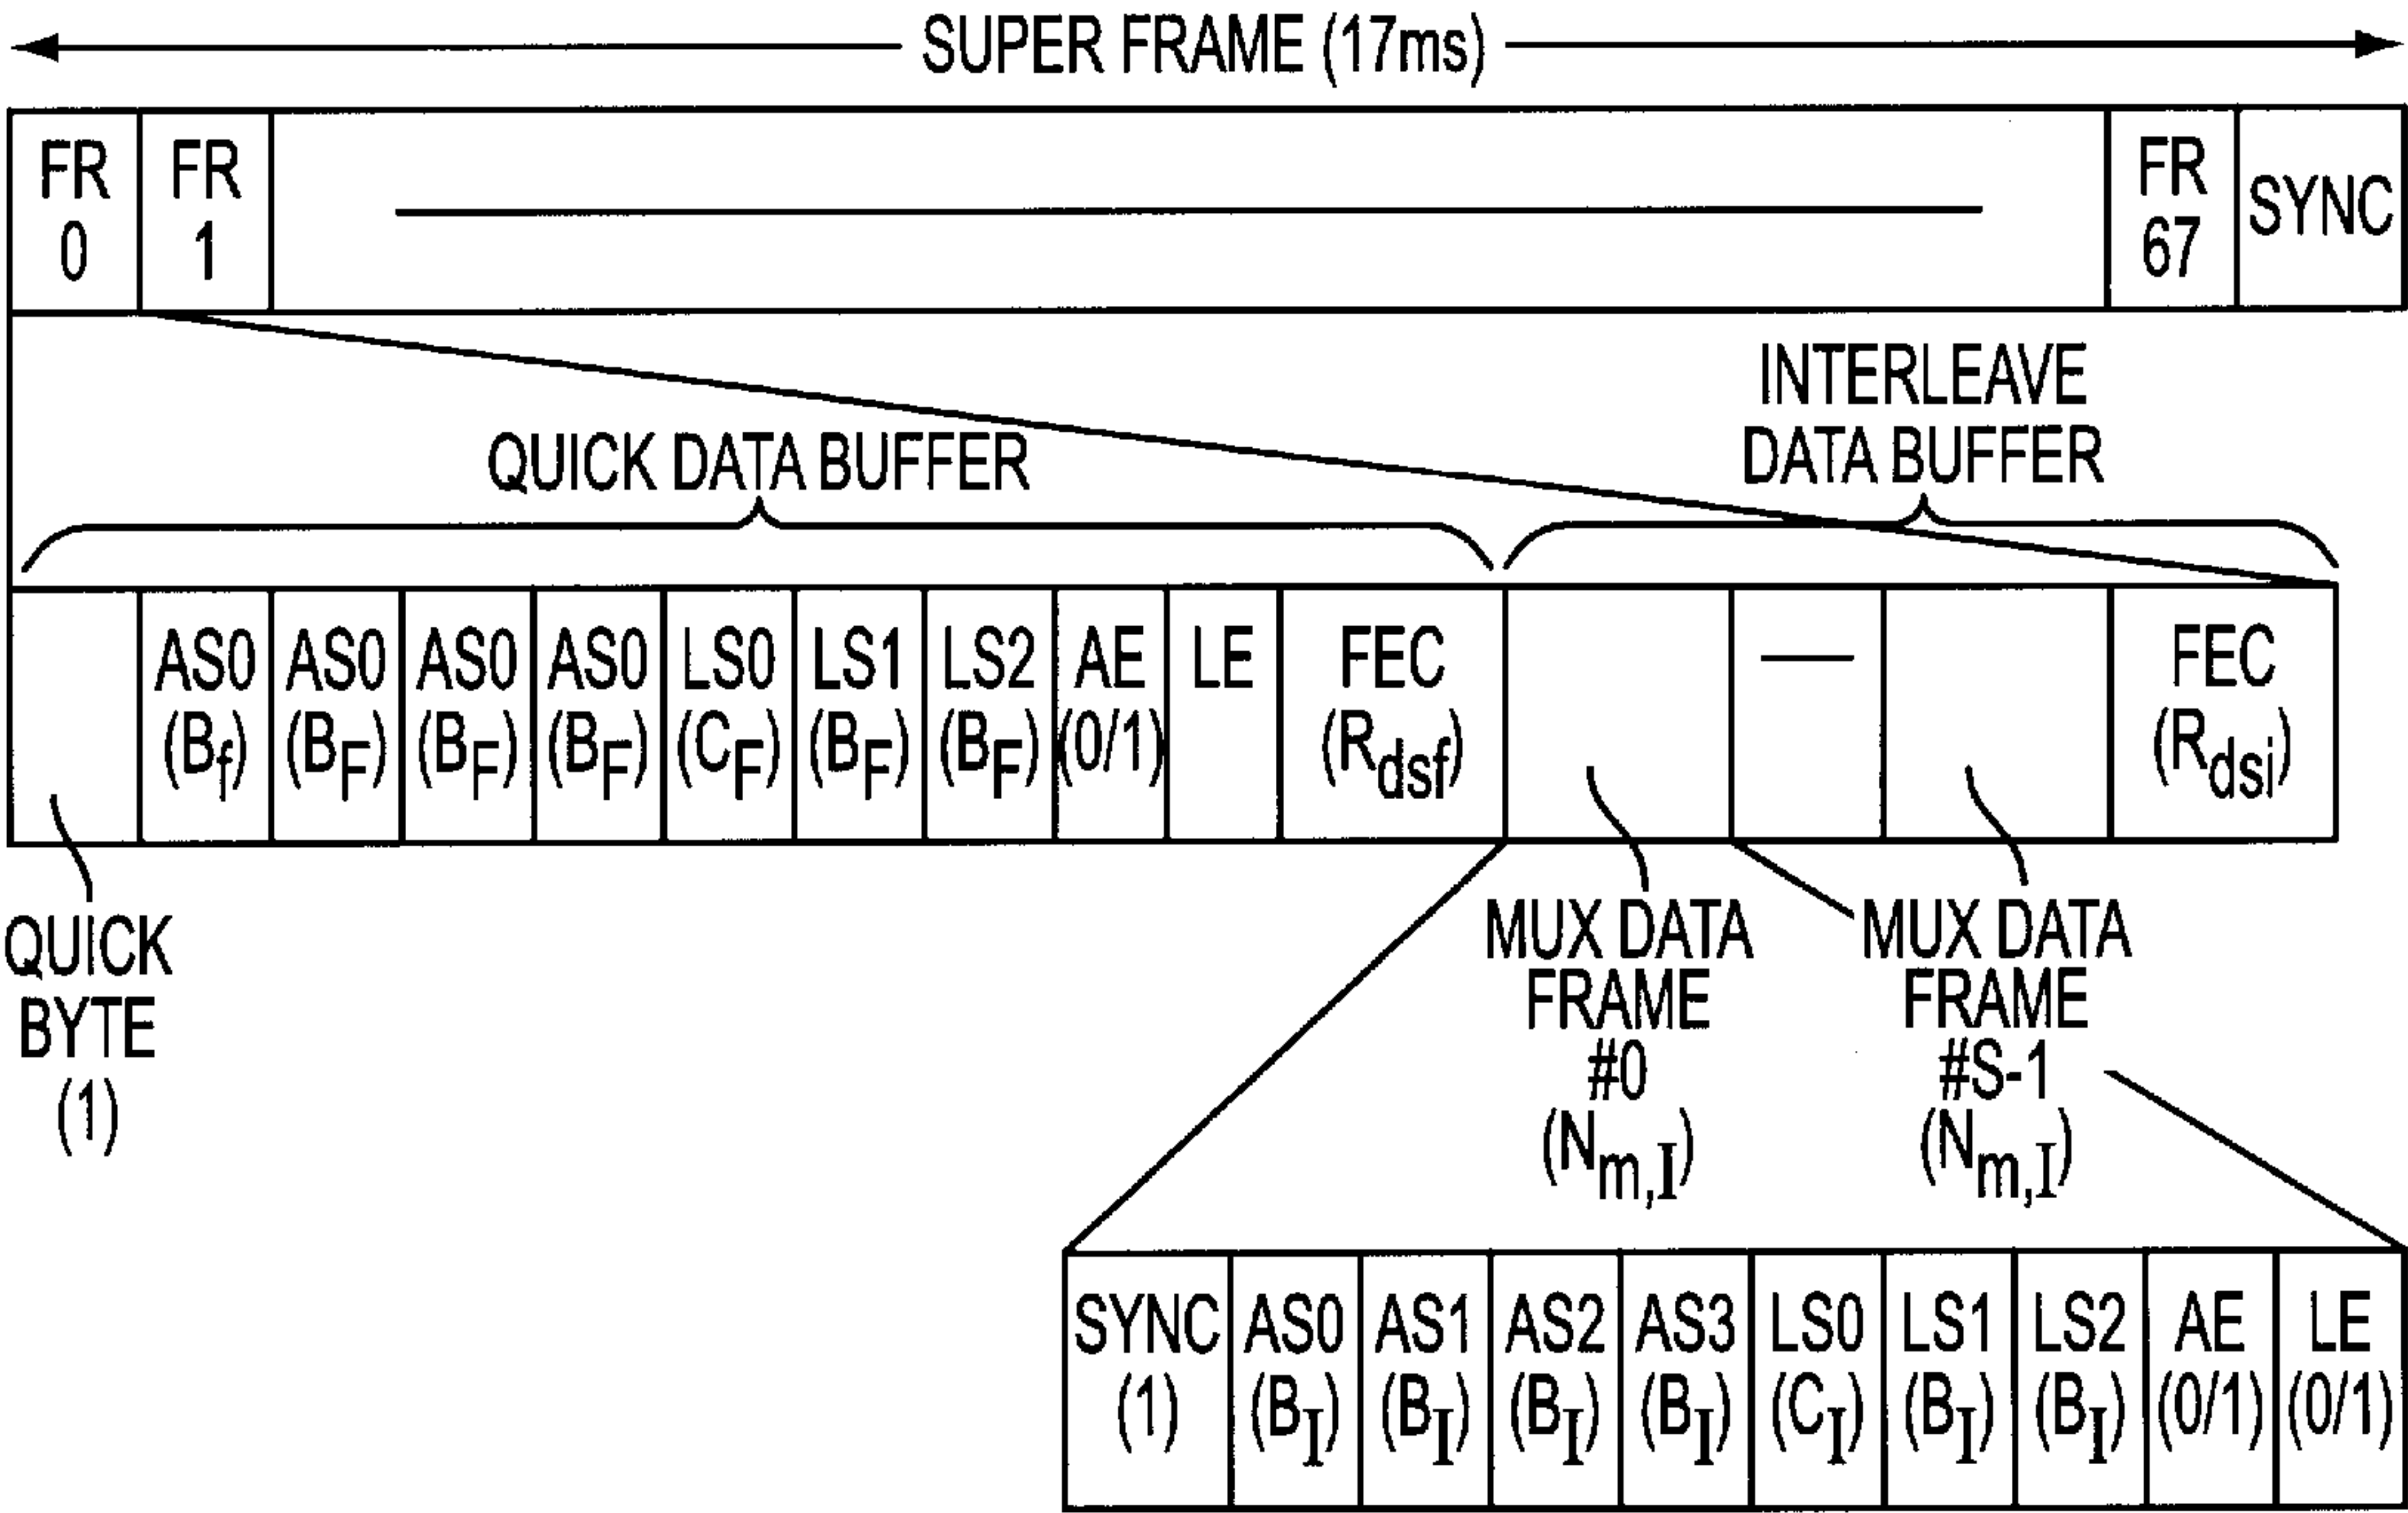 SUPER FRAME (17ms)
FR 0
FR 1
FR 67
SYNC
INTERLEAVE
DATA BUFFER
QUICK DATA BUFFER
AS0 (Bf)
AS0 (BF)
AS0 (BF)
AS0 (BF)
LS0 (CF)
LS1 (BF)
LS2 (BF)
AE (0/1)
LE
FEC (Rdsf)
FEC (Rdsi)
QUICK
BYTE
(1)
MUX DATA
FRAME
#0
(Nm,I)
MUX DATA
FRAME
#S-1
(Nm,I)
SYNC (1)
AS0 (BI)
AS1 (BI)
AS2 (BI)
AS3 (BI)
LS0 (CI)
LS1 (BI)
LS2 (BI)
AE (0/1)
LE (0/1)